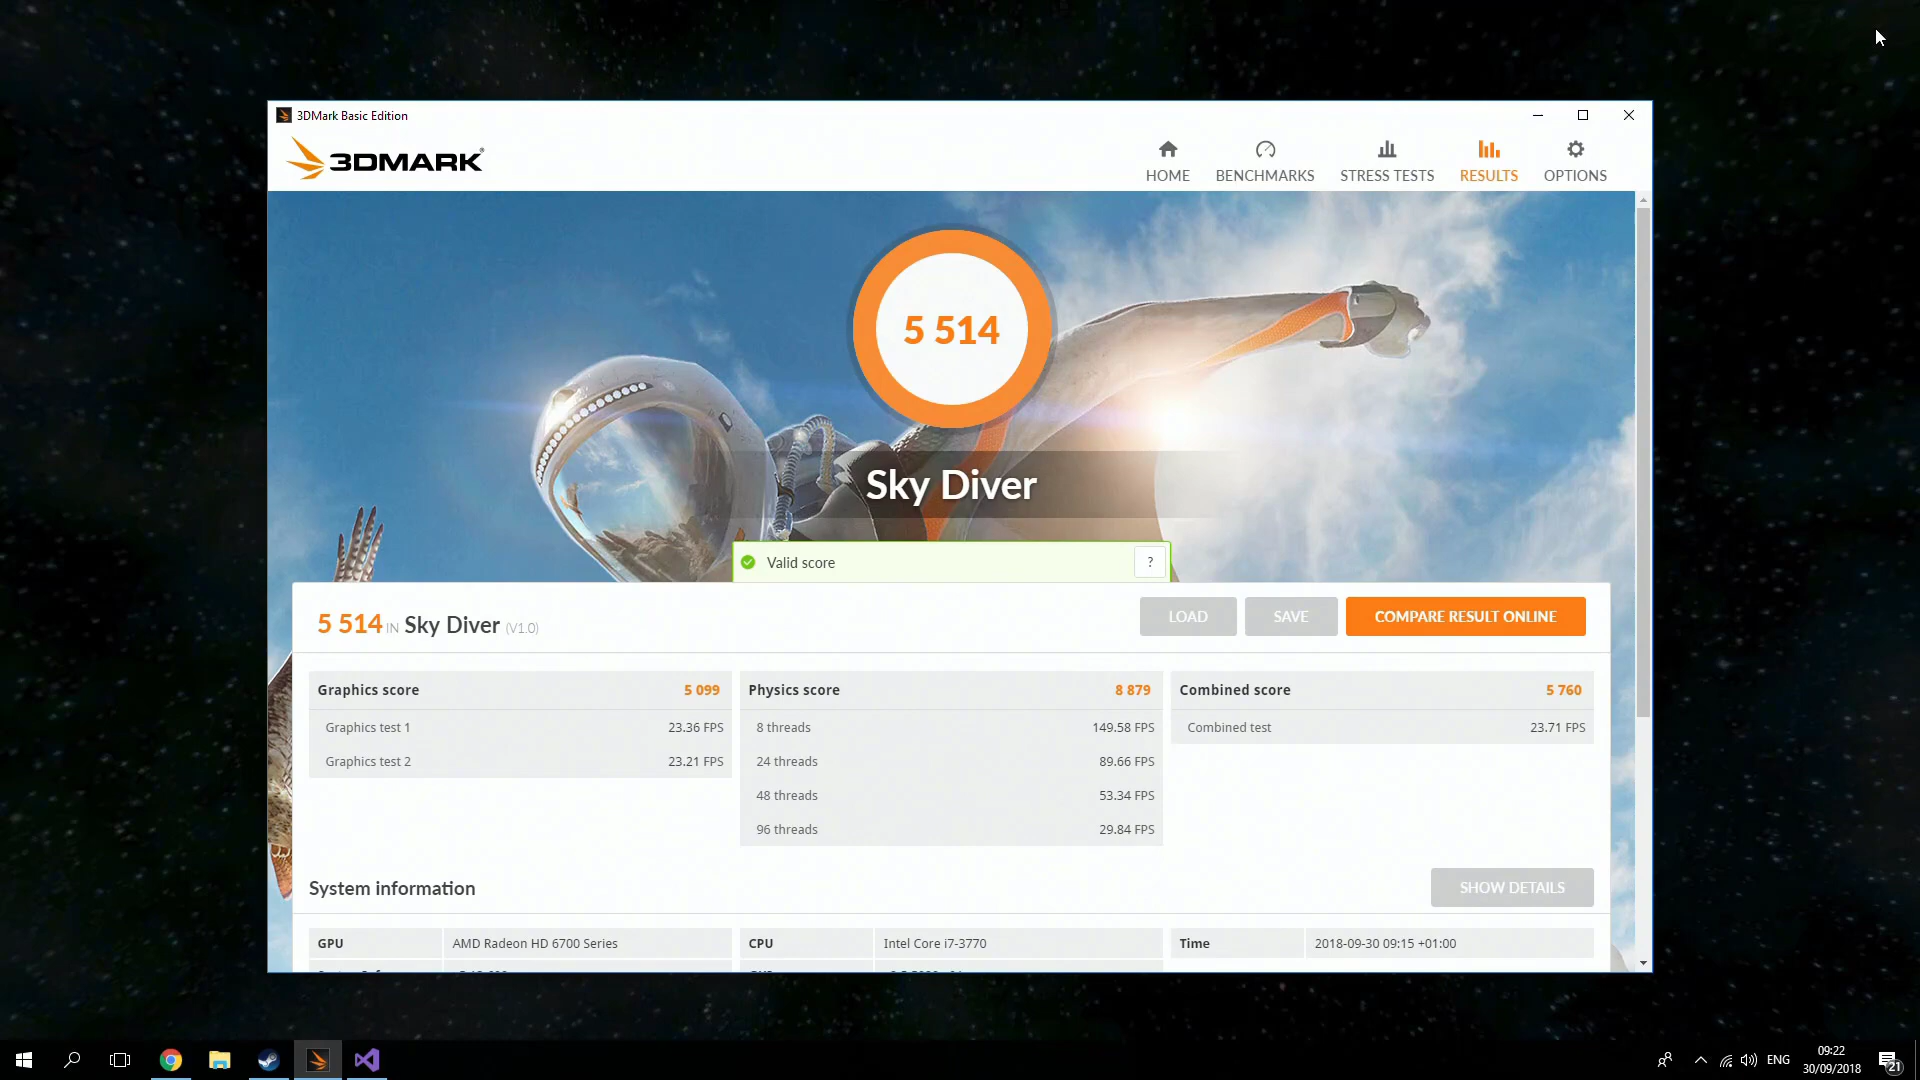 3DMark Basic Edition
3DMARK
HOME BENCHMARKS STRESS TESTS RESULTS OPTIONS
5 514
Sky Diver
Valid score ?
5 514 IN Sky Diver (V1.0)
LOAD SAVE COMPARE RESULT ONLINE
Graphics score 5 099
Graphics test 1 23.36 FPS
Graphics test 2 23.21 FPS
Physics score 8 879
8 threads 149.58 FPS
24 threads 89.66 FPS
48 threads 53.34 FPS
96 threads 29.84 FPS
Combined score 5 760
Combined test 23.71 FPS
System information
SHOW DETAILS
GPU AMD Radeon HD 6700 Series
CPU Intel Core i7-3770
Time 2018-09-30 09:15 +01:00
ENG
09:22
30/09/2018
21